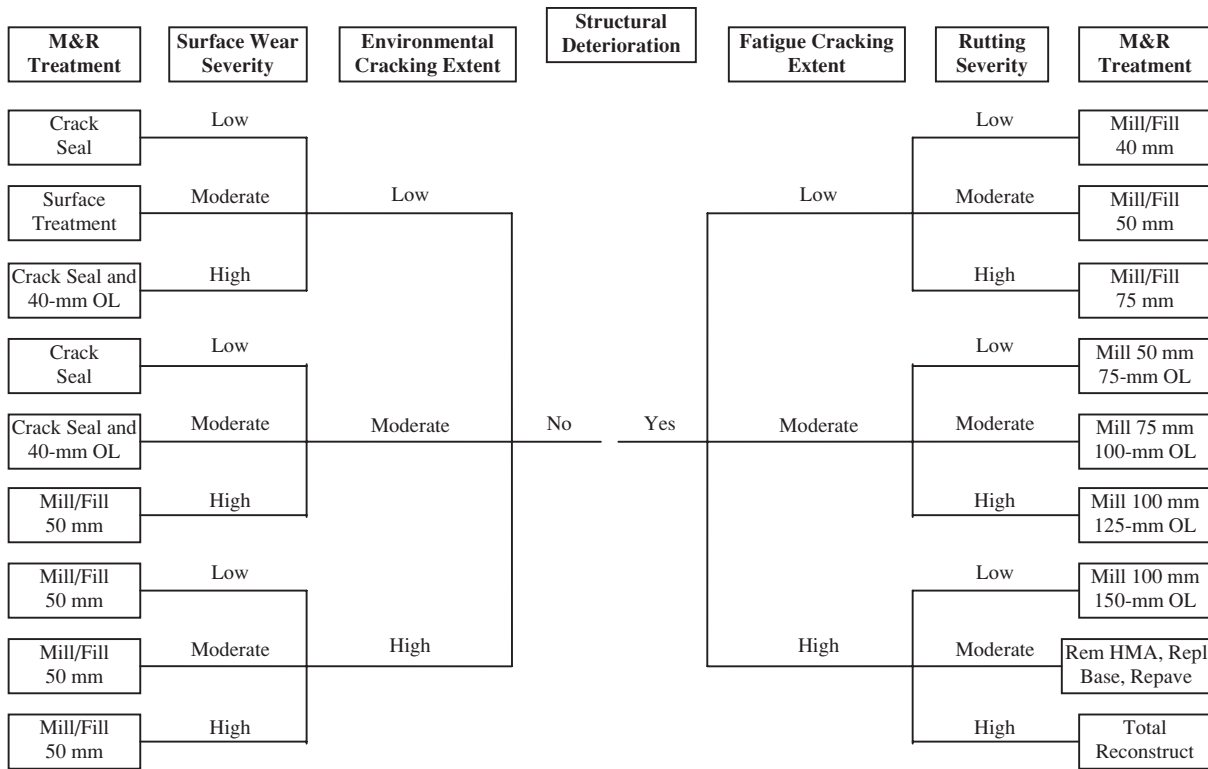 Structural
Deterioration
M&R
Treatment
Surface Wear
Severity
Environmental
Cracking Extent
Fatigue Cracking
Extent
Rutting
Severity
M&R
Treatment
Crack
Seal
Low
Surface
Treatment
Moderate
Low
Crack Seal and
40-mm OL
High
Crack
Seal
Low
Crack Seal and
40-mm OL
Moderate
Moderate
Mill/Fill
50 mm
High
Mill/Fill
50 mm
Low
Mill/Fill
50 mm
Moderate
High
Mill/Fill
50 mm
High
No
Yes
Low
Low
Mill/Fill
40 mm
Moderate
Mill/Fill
50 mm
High
Mill/Fill
75 mm
Moderate
Low
Mill 50 mm
75-mm OL
Moderate
Mill 75 mm
100-mm OL
High
Mill 100 mm
125-mm OL
High
Low
Mill 100 mm
150-mm OL
Moderate
Rem HMA, Repl
Base, Repave
High
Total
Reconstruct